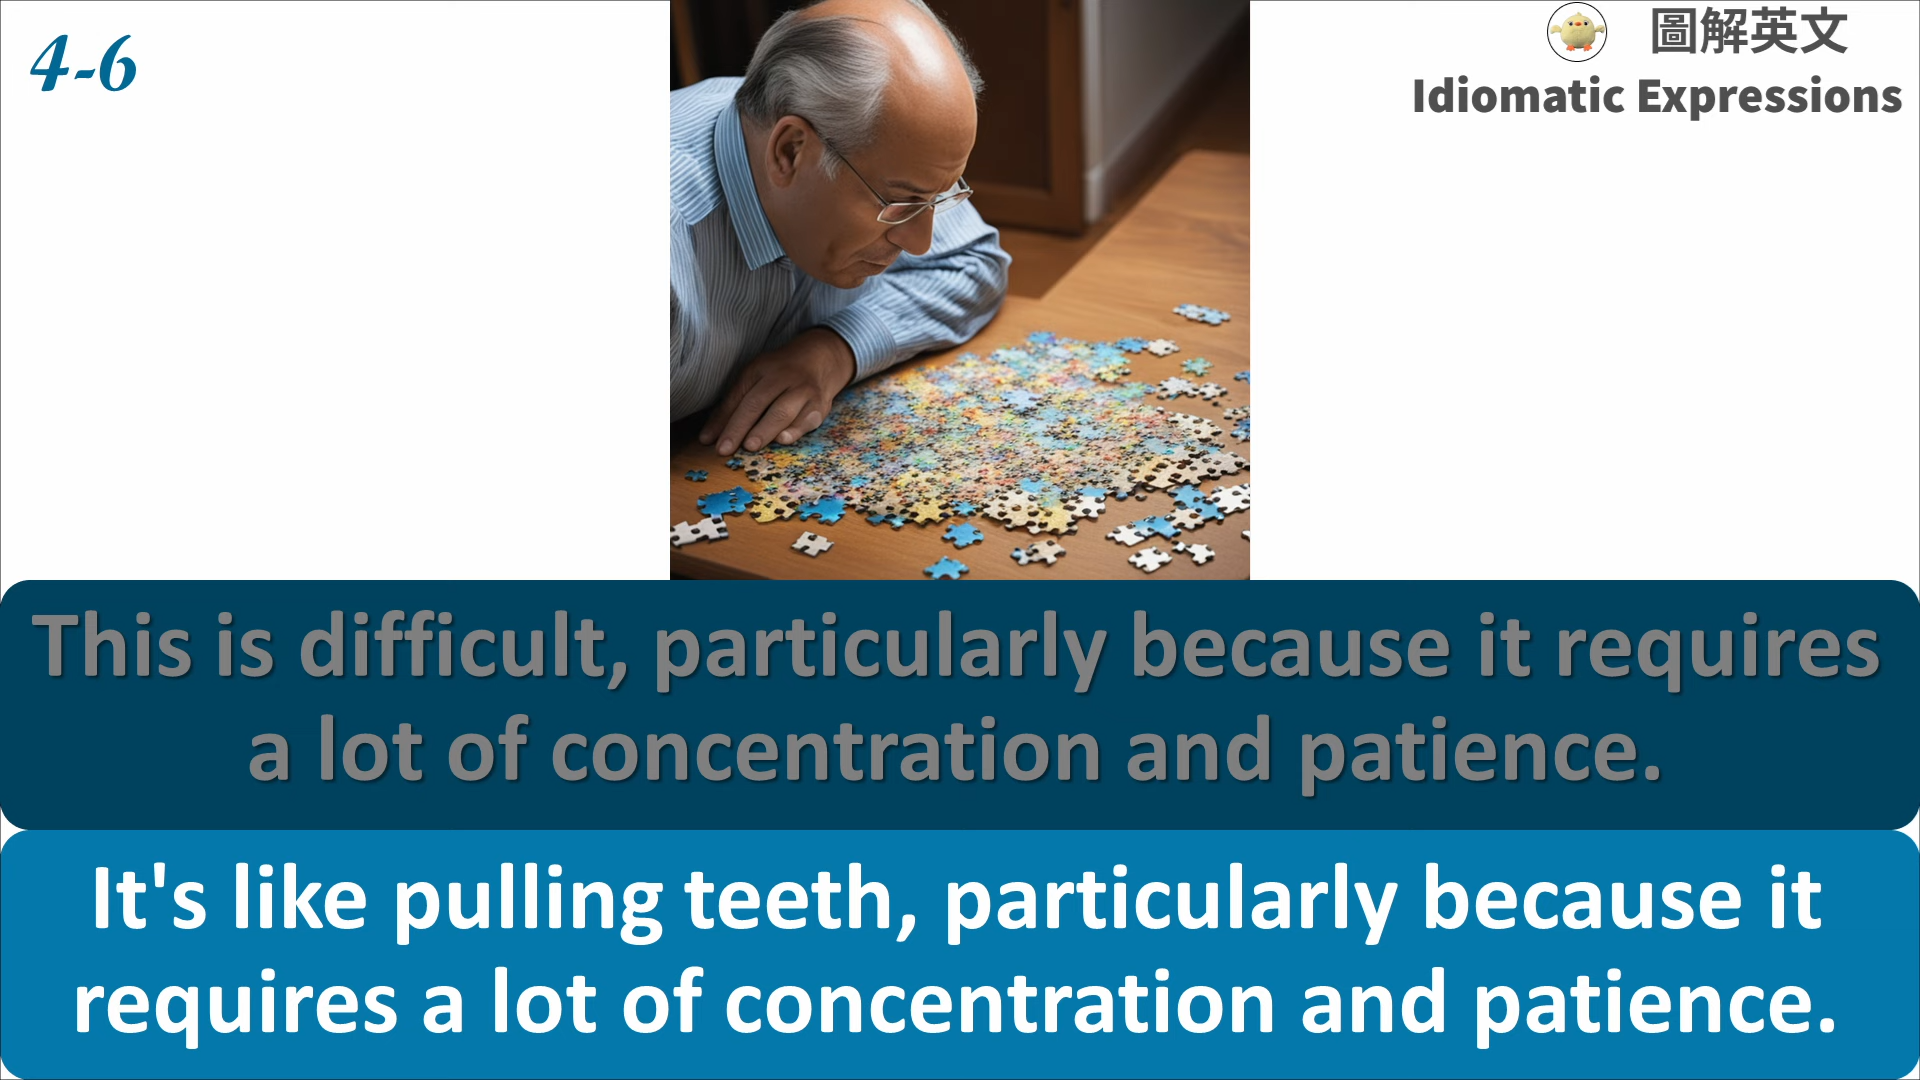 4-6
圖解英文
Idiomatic Expressions
This is difficult, particularly because it requires
a lot of concentration and patience.
It's like pulling teeth, particularly because it
requires a lot of concentration and patience.